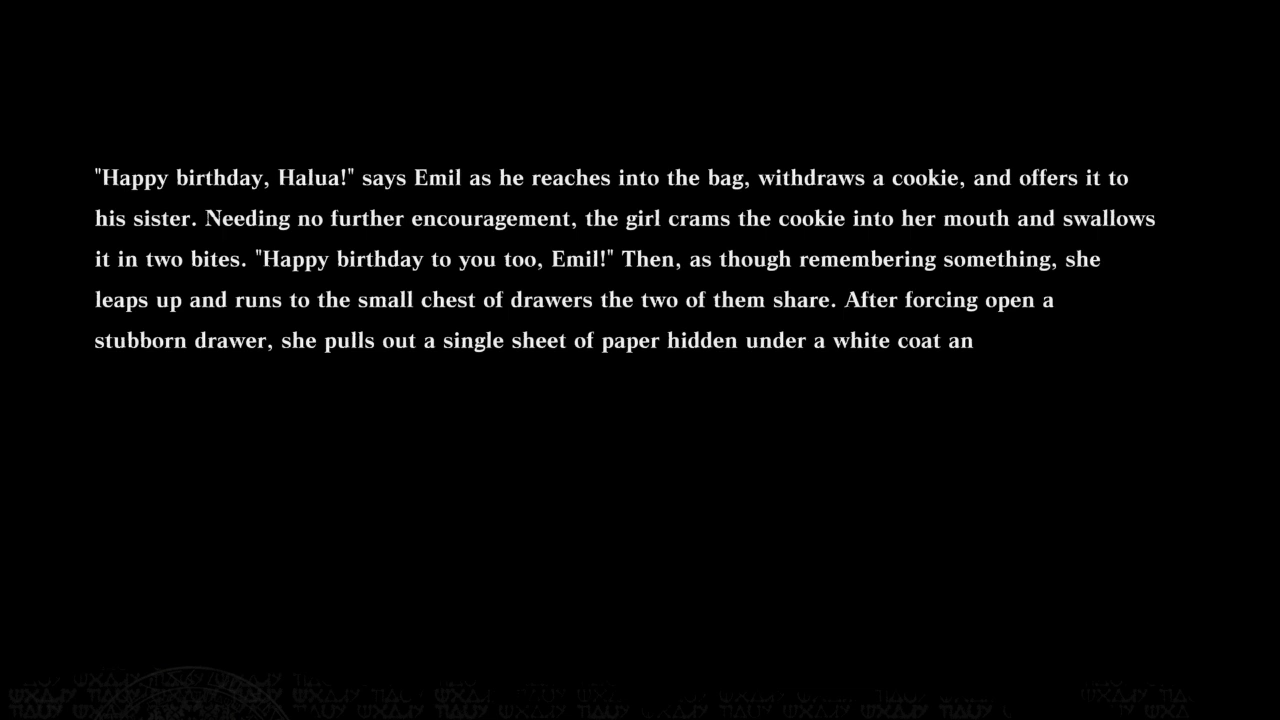 "Happy birthday, Halua!" says Emil as he reaches into the bag, withdraws a cookie, and offers it to
his sister. Needing no further encouragement, the girl crams the cookie into her mouth and swallows
it in two bites. "Happy birthday to you too, Emil!" Then, as though remembering something, she
leaps up and runs to the small chest of drawers the two of them share. After forcing open a
stubborn drawer, she pulls out a single sheet of paper hidden under a white coat an